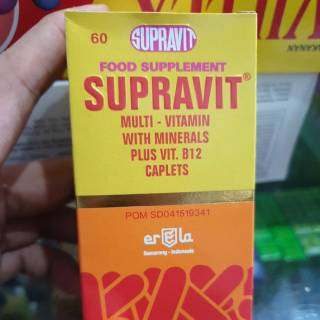 60 SUPRAVIT
FOOD SUPPLEMENT
SUPRAVIT®
MULTI - VITAMIN
WITH MINERALS
PLUS VIT. B12
CAPLETS
POM SD041519341
erela
Semarang - Indonesia